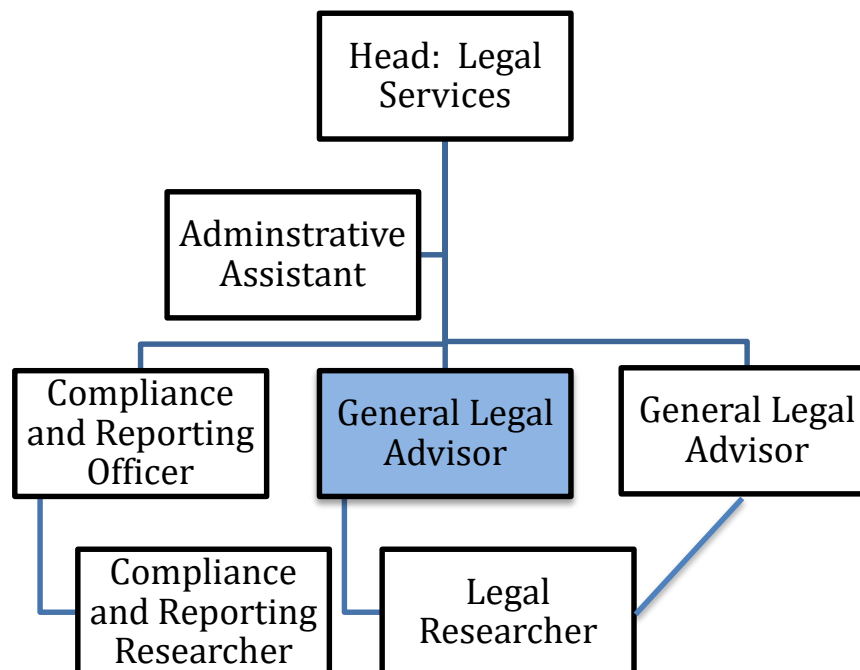 Head:  Legal
Services
Adminstrative
Assistant
Compliance
and Reporting
Officer
General Legal
Advisor
General Legal
Advisor
Compliance
and Reporting
Researcher
Legal
Researcher